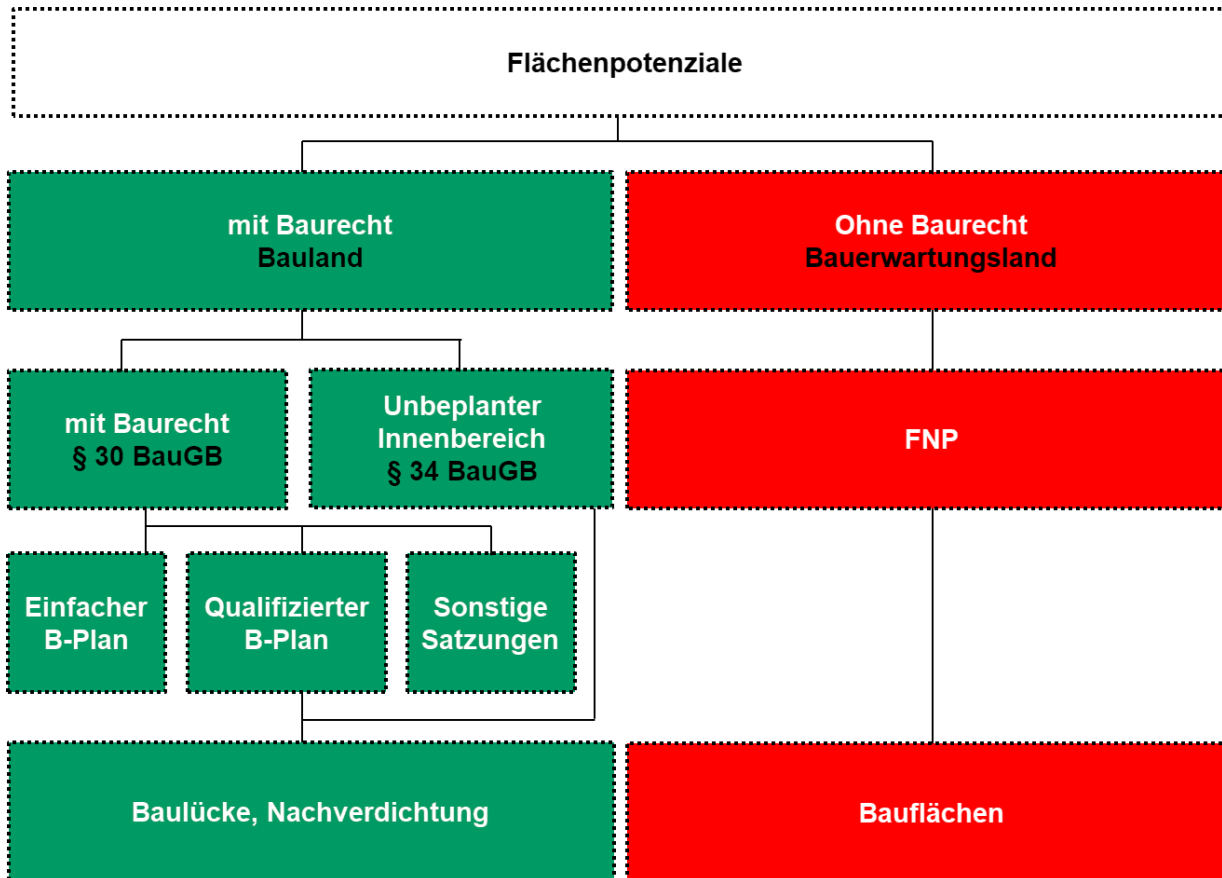 Flächenpotenziale
mit Baurecht
Bauland
Ohne Baurecht
Bauerwartungsland
mit Baurecht
§ 30 BauGB
Unbeplanter
Innenbereich
§ 34 BauGB
FNP
Einfacher
B-Plan
Qualifizierter
B-Plan
Sonstige
Satzungen
Baulücke, Nachverdichtung
Bauflächen